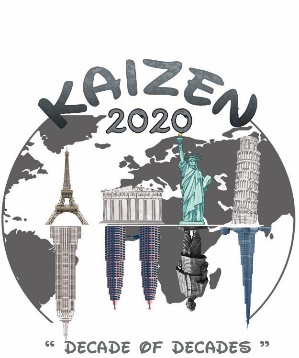 KAIZEN
2020
“ DECADE OF DECADES ”